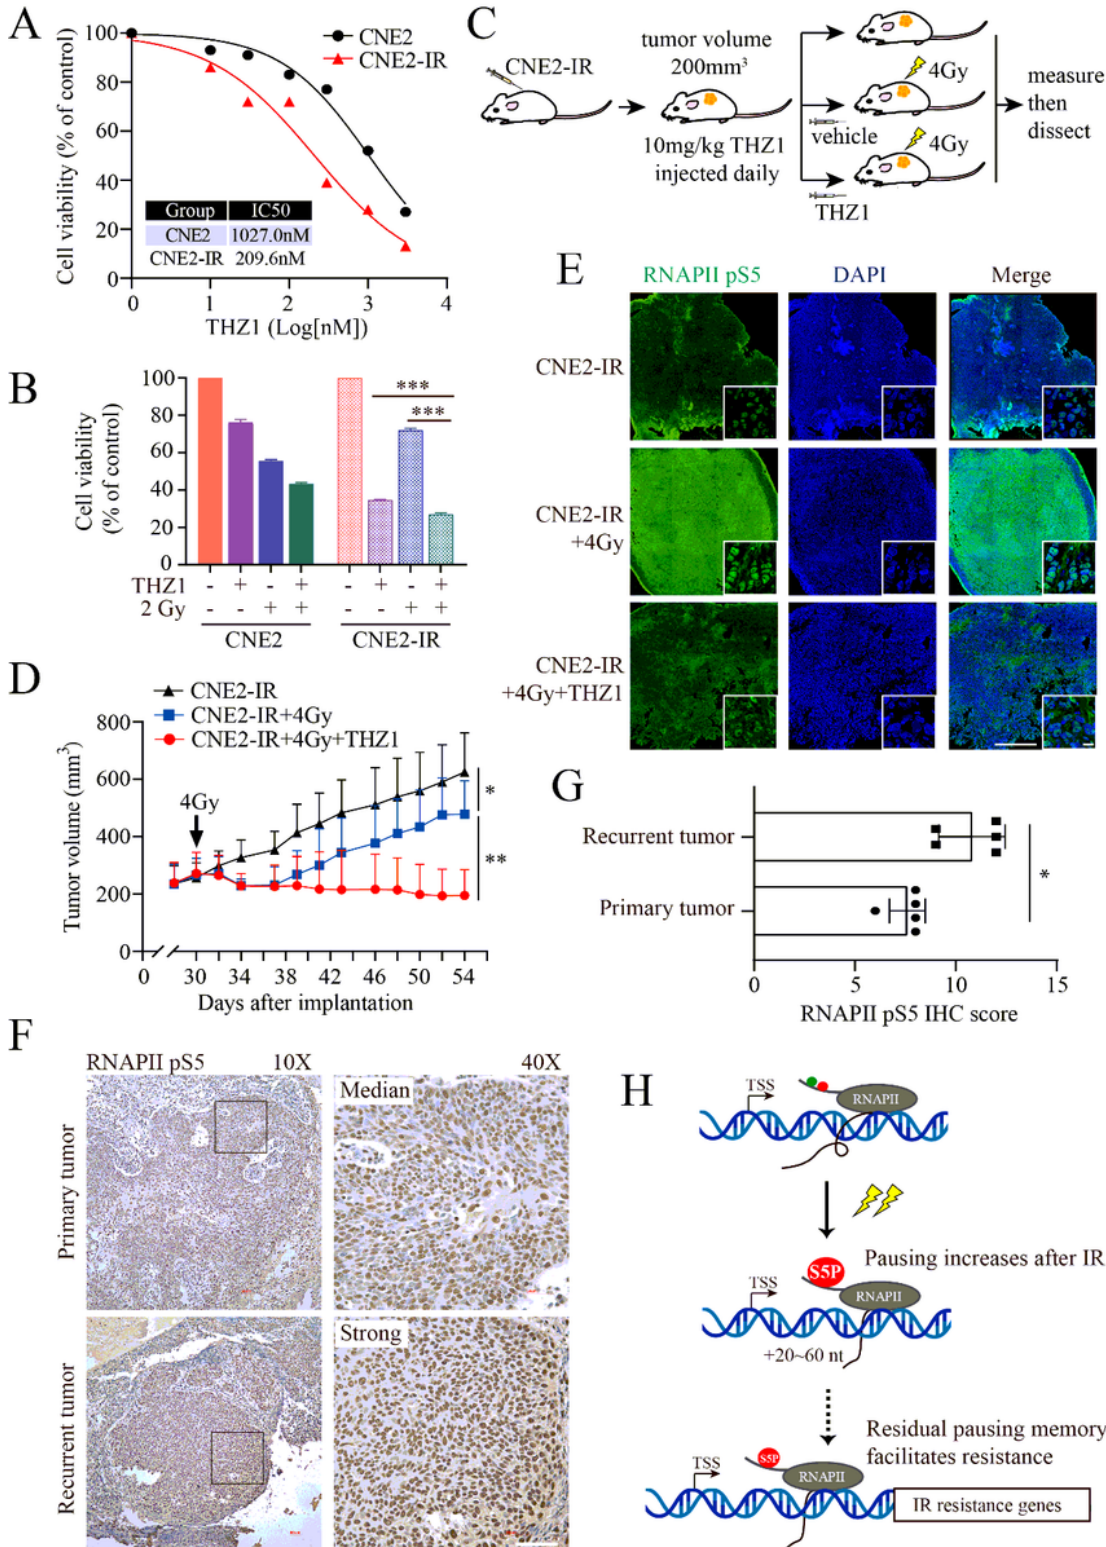 A
CNE2
CNE2-IR
Cell viability (% of control)
100
80
60
40
20
0
Group IC50
CNE2 1027.0nM
CNE2-IR 209.6nM
0 1 2 3 4
THZ1 (Log[nM])
B
Cell viability
(% of control)
100
80
60
40
20
0
***
***
THZ1 - + - + - + - +
2 Gy - - + + - - + +
CNE2 CNE2-IR
C
CNE2-IR
tumor volume
200mm³
10mg/kg THZ1
injected daily
4Gy
vehicle
4Gy
THZ1
measure
then
dissect
D
CNE2-IR
CNE2-IR+4Gy
CNE2-IR+4Gy+THZ1
Tumor volume (mm³)
800
600
400
200
0
4Gy
*
**
0 30 34 38 42 46 50 54
Days after implantation
E
RNAPII pS5 DAPI Merge
CNE2-IR
CNE2-IR
+4Gy
CNE2-IR
+4Gy+THZ1
F
RNAPII pS5 10X 40X
Primary tumor
Median
Recurrent tumor
Strong
G
Recurrent tumor
Primary tumor
*
0 5 10 15
RNAPII pS5 IHC score
H
TSS
RNAPII
Pausing increases after IR
S5P
TSS
RNAPII
+20~60 nt
Residual pausing memory
facilitates resistance
S5P
TSS
RNAPII
IR resistance genes